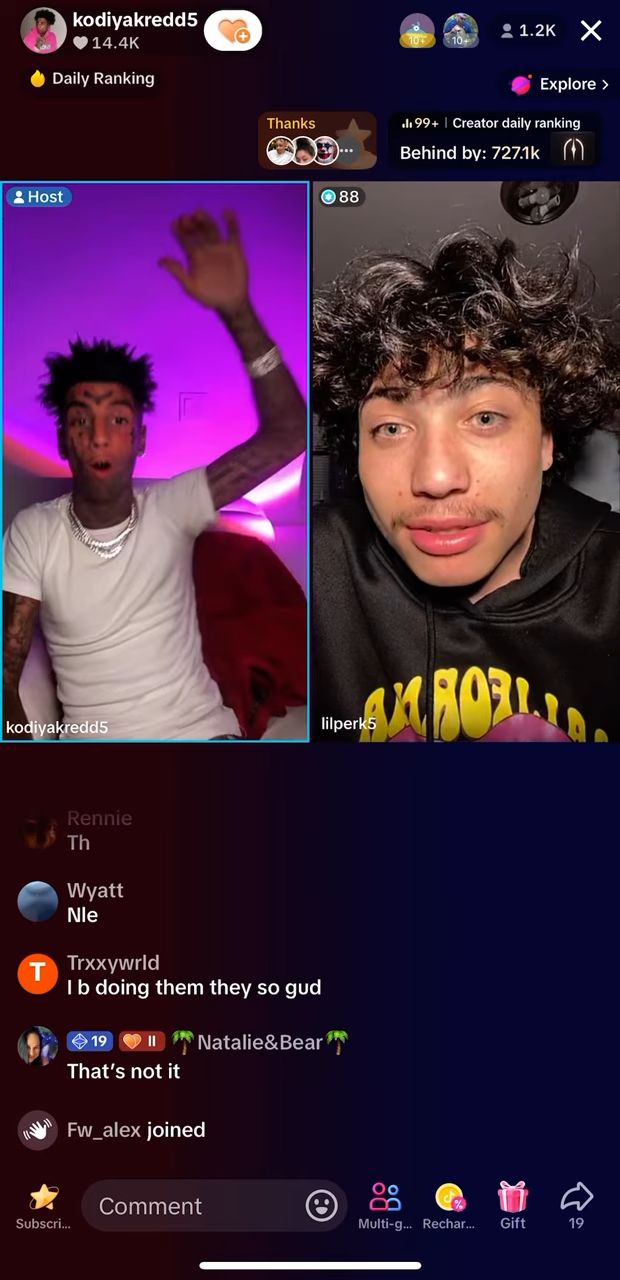 kodiyakredd5
14.4K
10+
10+
1.2K
Daily Ranking
Explore >
Thanks
99+ | Creator daily ranking
Behind by: 727.1k
Host
88
kodiyakredd5
lilperk5
Rennie
Th
Wyatt
Nle
T
Trxxywrld
I b doing them they so gud
19 II 🌴Natalie&Bear🌴
That's not it
Fw_alex joined
Comment
Subscri...
Multi-g...
Rechar...
Gift
19